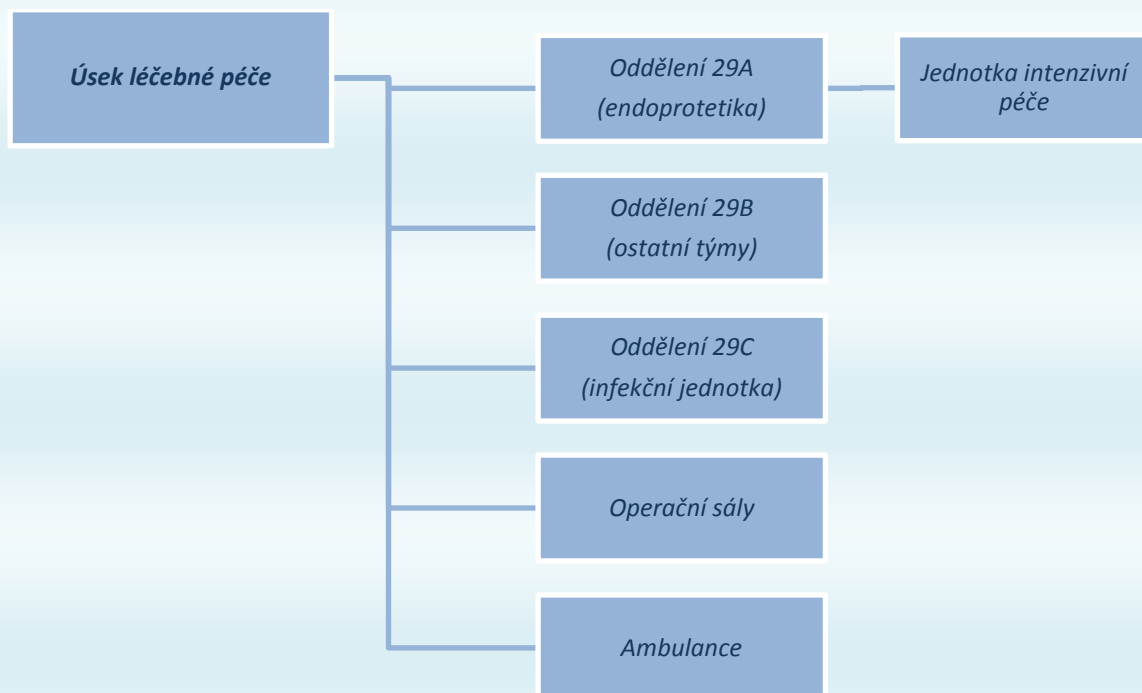 Úsek léčebné péče
Oddělení 29A
(endoprotetika)
Jednotka intenzivní
péče
Oddělení 29B
(ostatní týmy)
Oddělení 29C
(infekční jednotka)
Operační sály
Ambulance